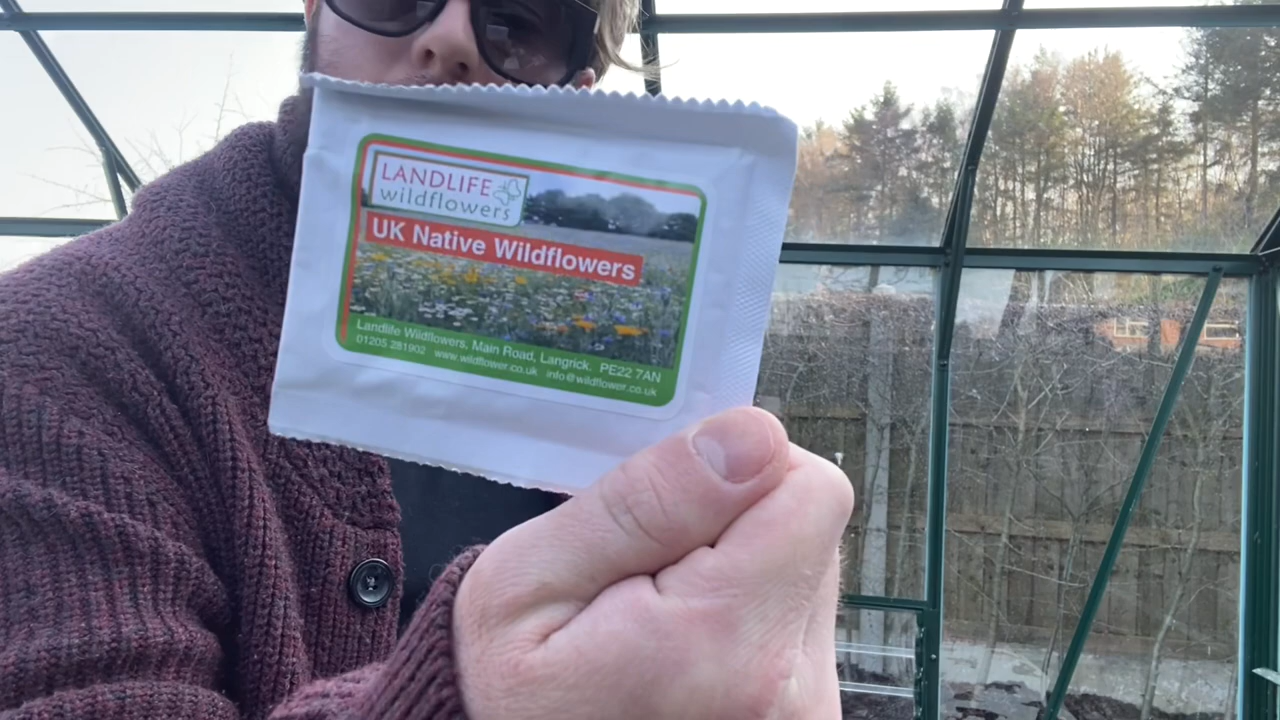 LANDLIFE
wildflowers
UK Native Wildflowers
Landlife Wildflowers, Main Road, Langrick. PE22 7AN
01205 281902 www.wildflower.co.uk info@wildflower.co.uk